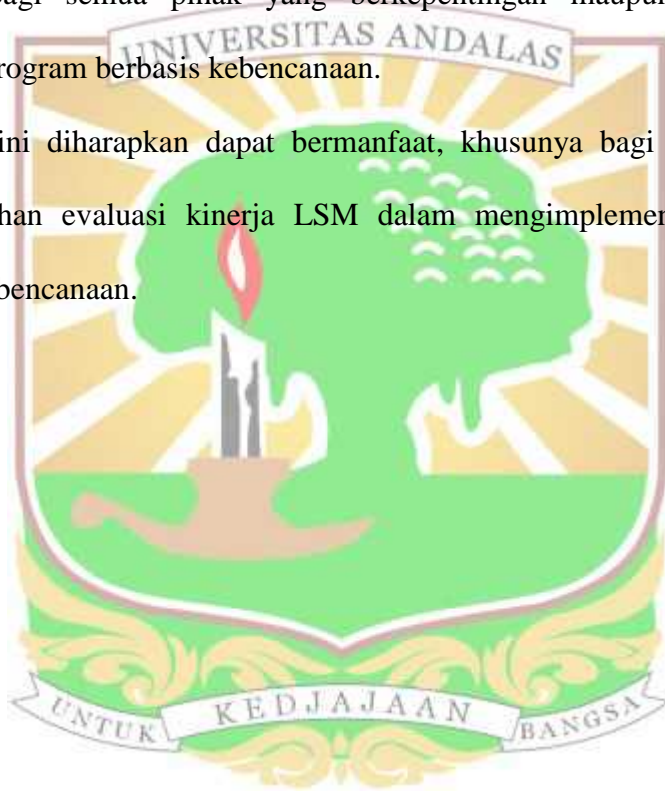 bagi semua pihak yang berkepentingan maupun
UNIVERSITAS ANDALAS
rogram berbasis kebencanaan.
ini diharapkan dapat bermanfaat, khusunya bagi
han evaluasi kinerja LSM dalam mengimplemen
bencanaan.
UNTUK KEDJAJAAN BANGSA